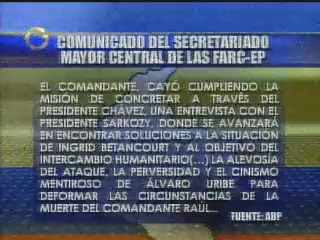 COMUNICADO DEL SECRETARIADO
MAYOR CENTRAL DE LAS FARC-EP
EL COMANDANTE, CAYÓ CUMPLIENDO LA
MISIÓN DE CONCRETAR A TRAVÉS DEL
PRESIDENTE CHÁVEZ, UNA ENTREVISTA CON EL
PRESIDENTE SARKOZY, DONDE SE AVANZARÁ
EN ENCONTRAR SOLUCIONES A LA SITUACIÓN
DE INGRID BETANCOURT Y AL OBJETIVO DEL
INTERCAMBIO HUMANITARIO(...) LA ALEVOSÍA
DEL ATAQUE, LA PERVERSIDAD Y EL CINISMO
MENTIROSO DE ÁLVARO URIBE PARA
DEFORMAR LAS CIRCUNSTANCIAS DE LA
MUERTE DEL COMANDANTE RAÚL...
FUENTE: ABP